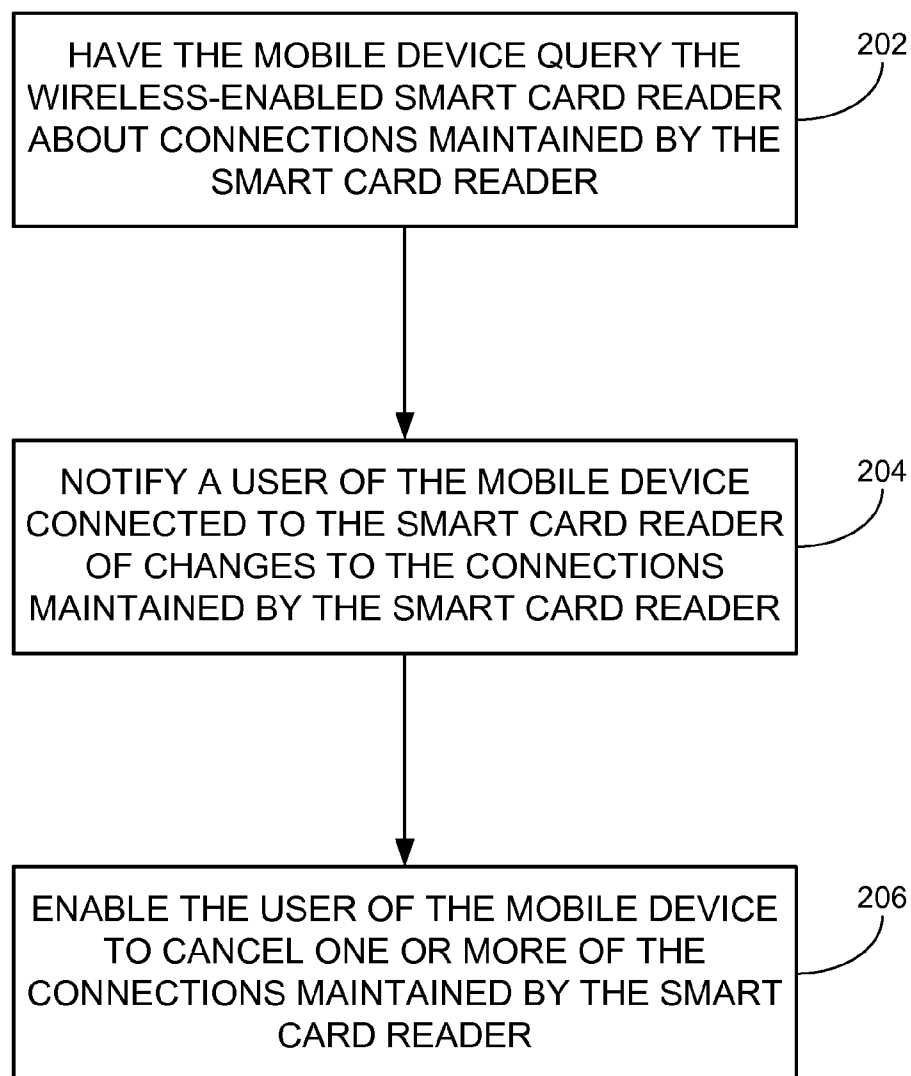 HAVE THE MOBILE DEVICE QUERY THE
WIRELESS-ENABLED SMART CARD READER
ABOUT CONNECTIONS MAINTAINED BY THE
SMART CARD READER
202
NOTIFY A USER OF THE MOBILE DEVICE
CONNECTED TO THE SMART CARD READER
OF CHANGES TO THE CONNECTIONS
MAINTAINED BY THE SMART CARD READER
204
ENABLE THE USER OF THE MOBILE DEVICE
TO CANCEL ONE OR MORE OF THE
CONNECTIONS MAINTAINED BY THE SMART
CARD READER
206